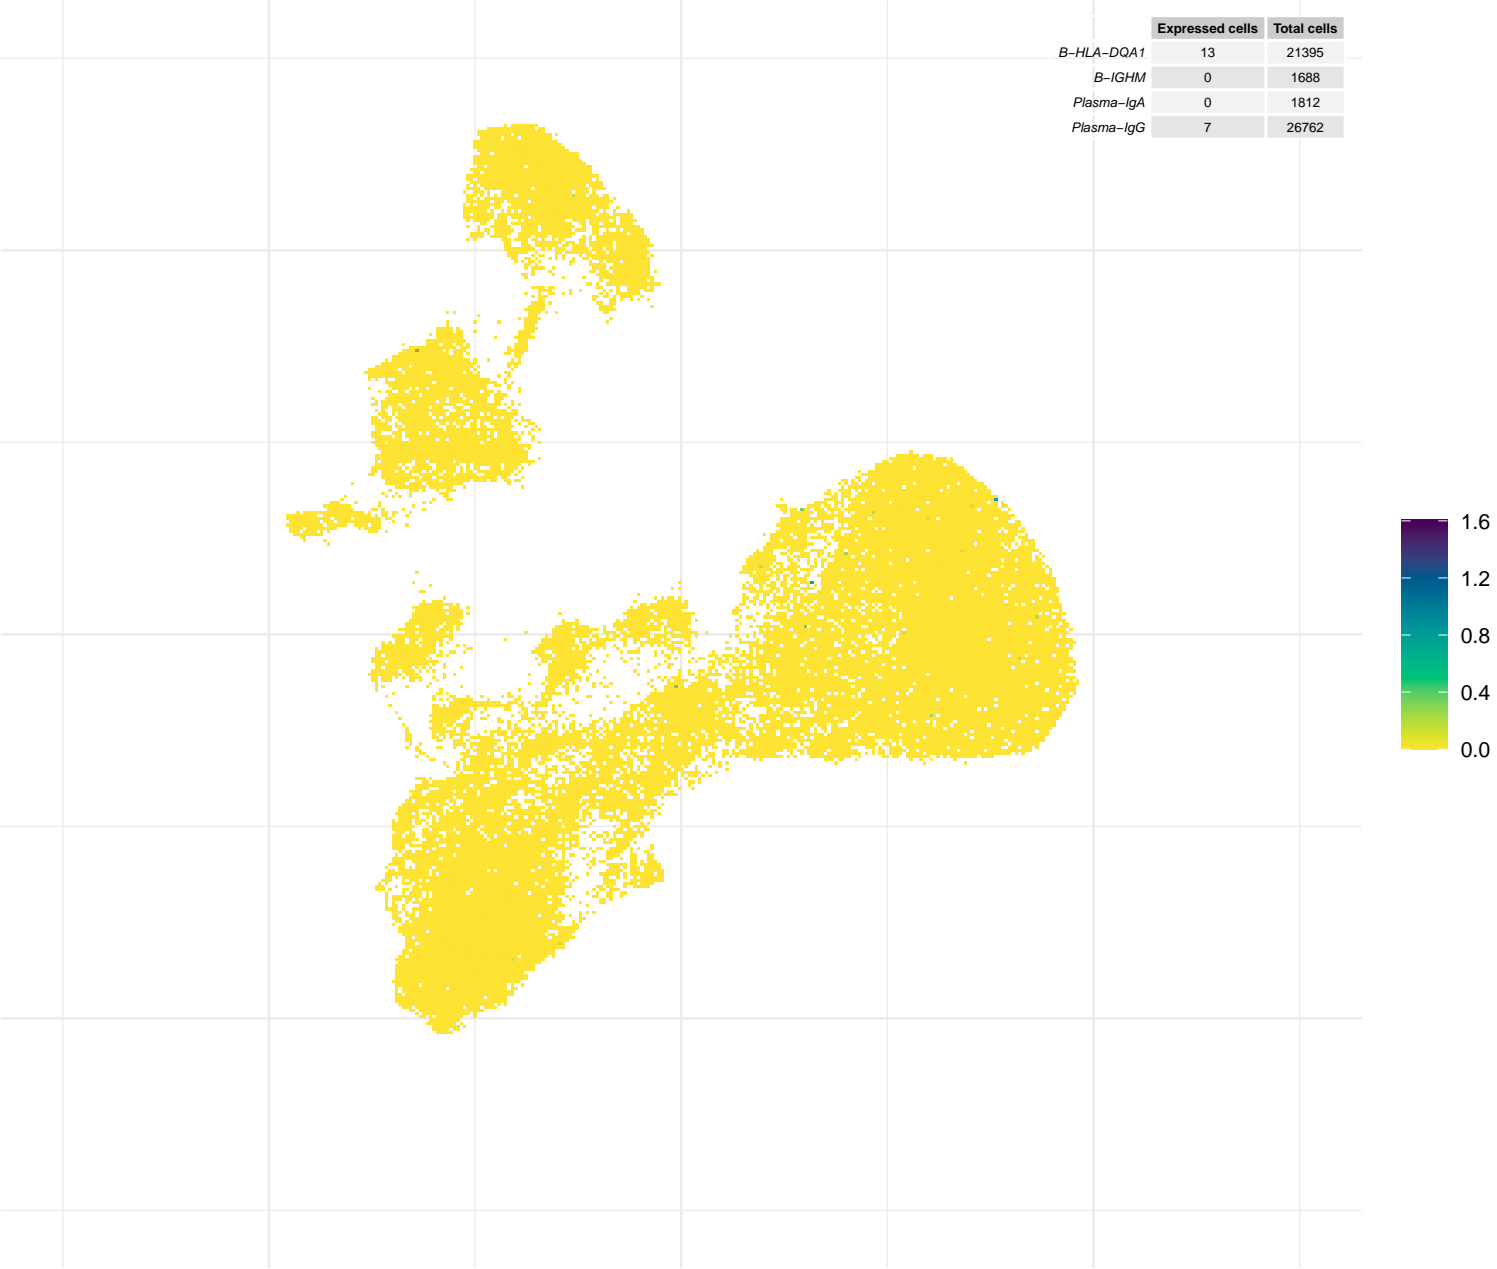 Expressed cells Total cells
B−HLA−DQA1 13 21395
B−IGHM 0 1688
Plasma−IgA 0 1812
Plasma−IgG 7 26762
1.6
1.2
0.8
0.4
0.0